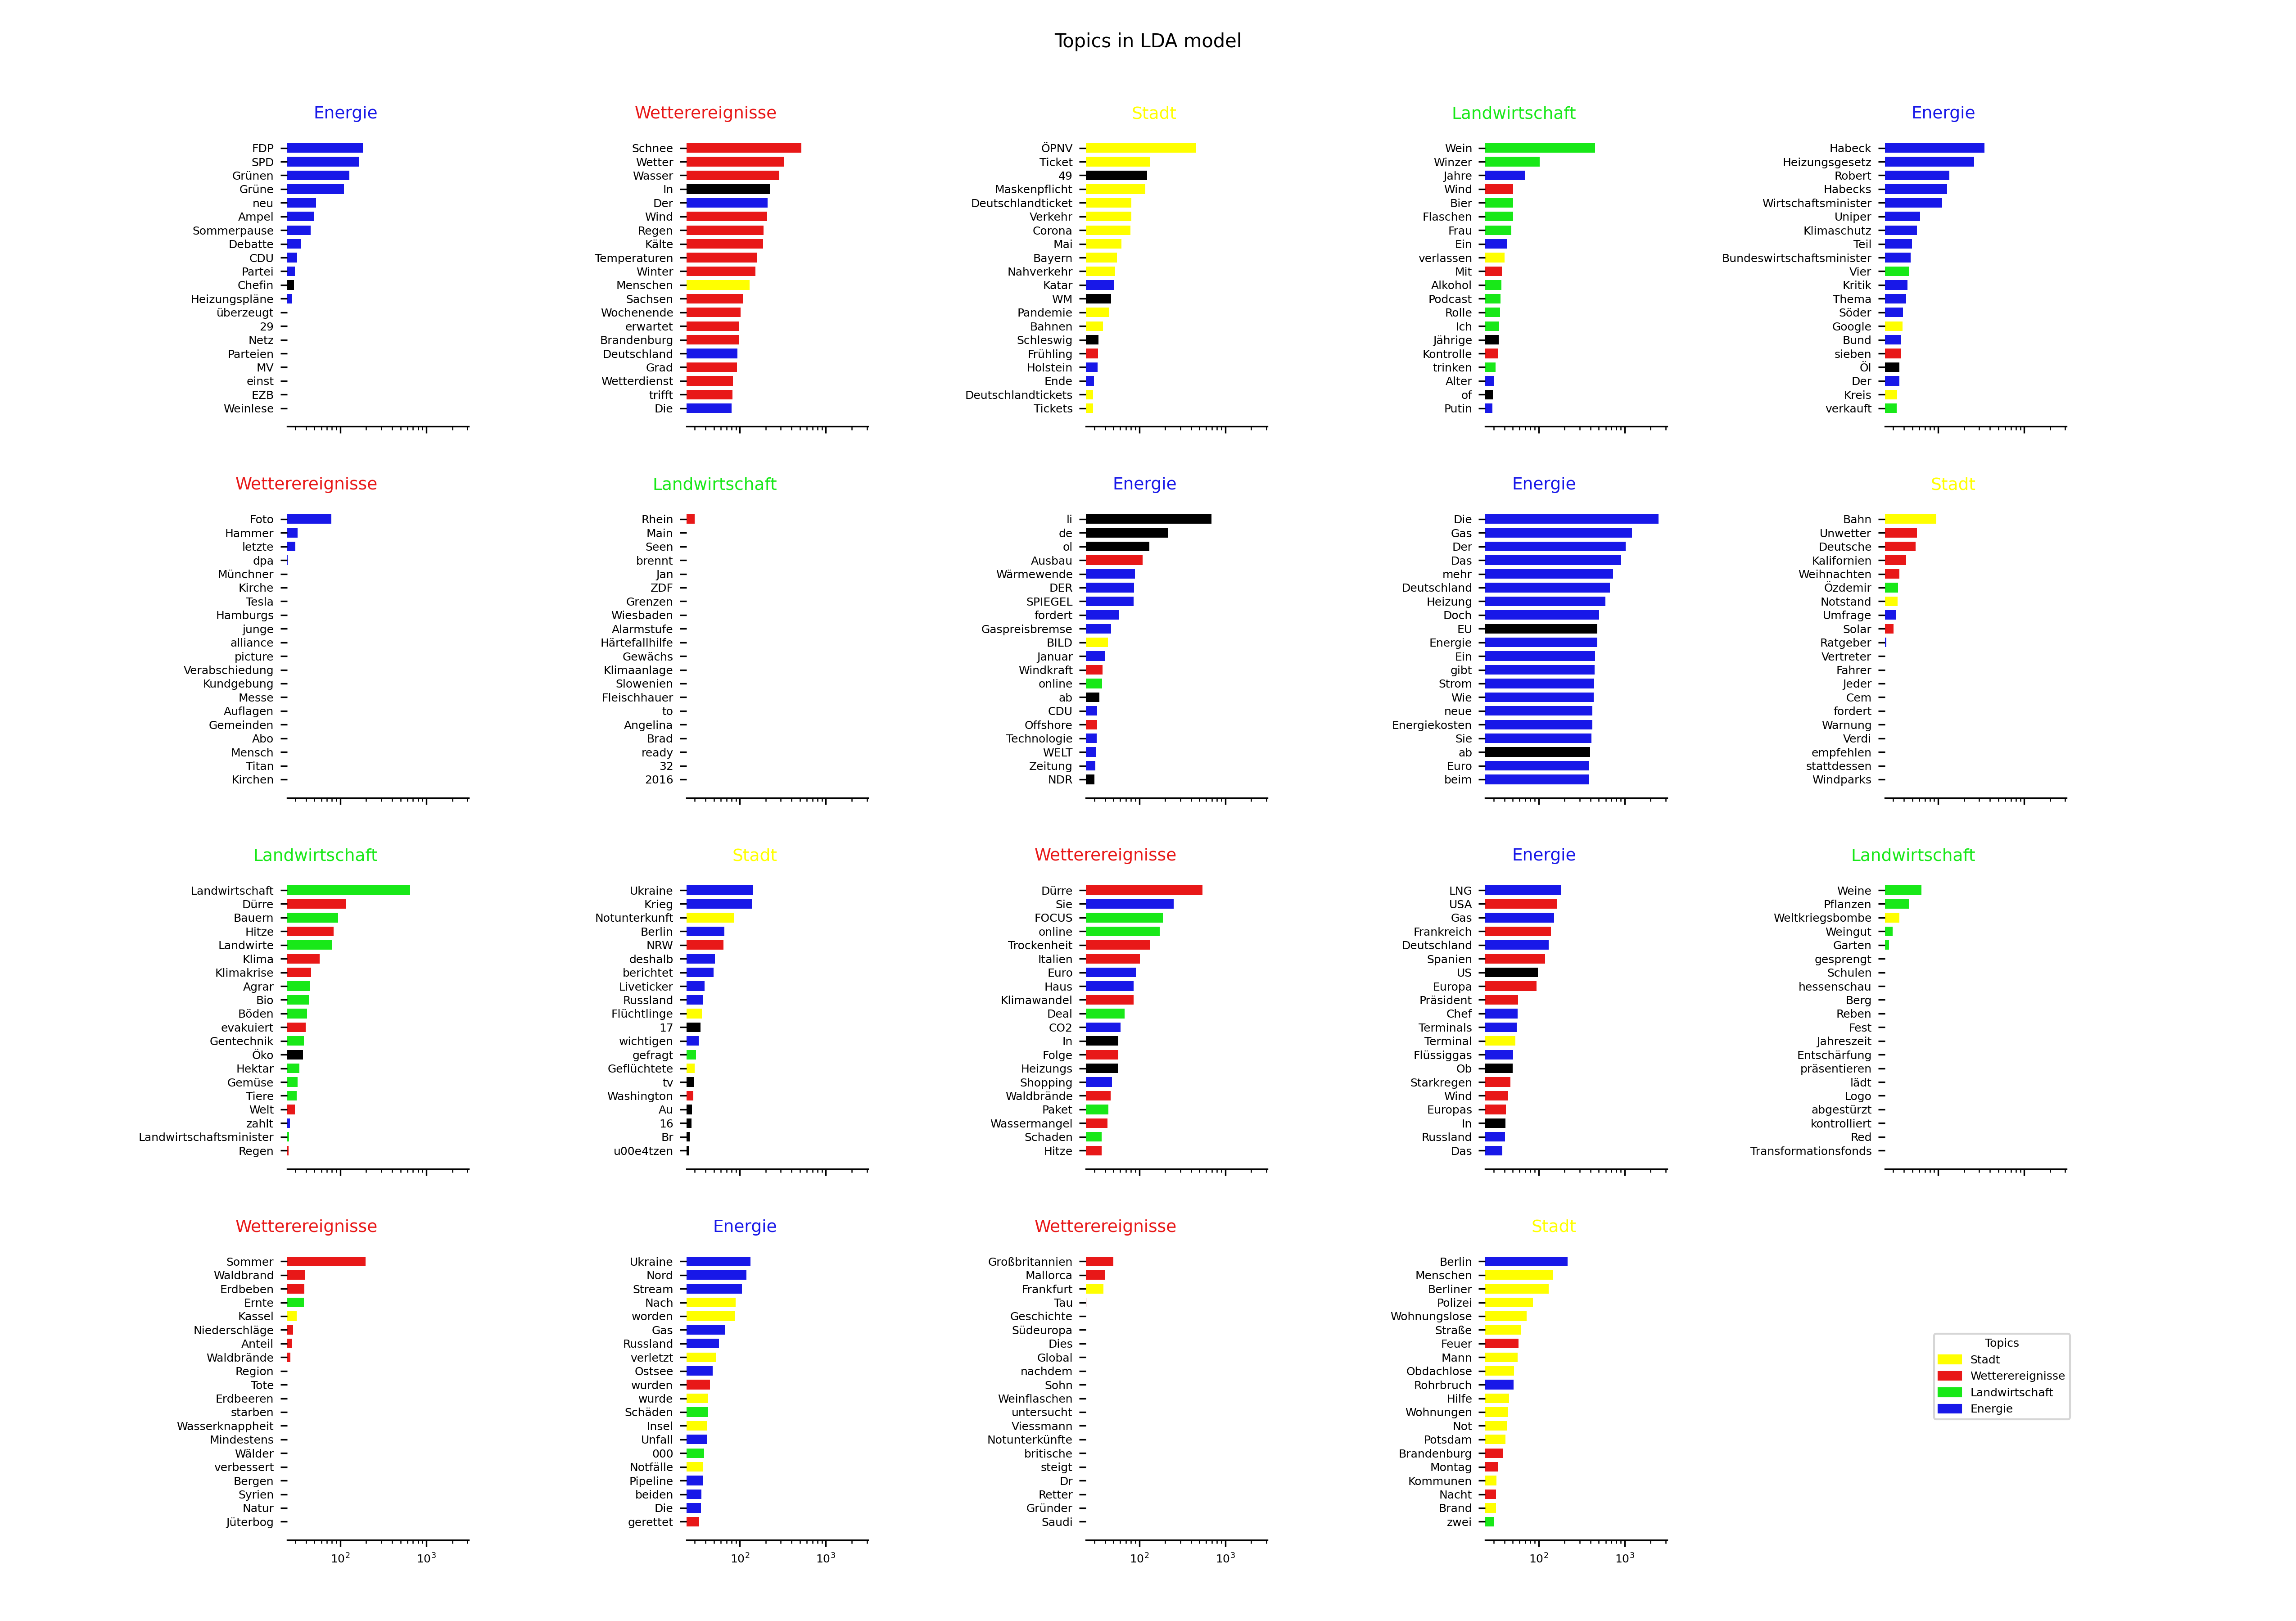 Topics in LDA model
Energie
FDP
SPD
Grünen
Grüne
neu
Ampel
Sommerpause
Debatte
CDU
Partei
Chefin
Heizungspläne
überzeugt
29
Netz
Parteien
MV
einst
EZB
Weinlese
Wetterereignisse
Schnee
Wetter
Wasser
In
Der
Wind
Regen
Kälte
Temperaturen
Winter
Menschen
Sachsen
Wochenende
erwartet
Brandenburg
Deutschland
Grad
Wetterdienst
trifft
Die
Stadt
ÖPNV
Ticket
49
Maskenpflicht
Deutschlandticket
Verkehr
Corona
Mai
Bayern
Nahverkehr
Katar
WM
Pandemie
Bahnen
Schleswig
Frühling
Holstein
Ende
Deutschlandtickets
Tickets
Landwirtschaft
Wein
Winzer
Jahre
Wind
Bier
Flaschen
Frau
Ein
verlassen
Mit
Alkohol
Podcast
Rolle
Ich
Jährige
Kontrolle
trinken
Alter
of
Putin
Energie
Habeck
Heizungsgesetz
Robert
Habecks
Wirtschaftsminister
Uniper
Klimaschutz
Teil
Bundeswirtschaftsminister
Vier
Kritik
Thema
Söder
Google
Bund
sieben
Öl
Der
Kreis
verkauft
Wetterereignisse
Foto
Hammer
letzte
dpa
Münchner
Kirche
Tesla
Hamburgs
junge
alliance
picture
Verabschiedung
Kundgebung
Messe
Auflagen
Gemeinden
Abo
Mensch
Titan
Kirchen
Landwirtschaft
Rhein
Main
Seen
brennt
Jan
ZDF
Grenzen
Wiesbaden
Alarmstufe
Härtefallhilfe
Gewächs
Klimaanlage
Slowenien
Fleischhauer
to
Angelina
Brad
ready
32
2016
Energie
li
de
ol
Ausbau
Wärmewende
DER
SPIEGEL
fordert
Gaspreisbremse
BILD
Januar
Windkraft
online
ab
CDU
Offshore
Technologie
WELT
Zeitung
NDR
Energie
Die
Gas
Der
Das
mehr
Deutschland
Heizung
Doch
EU
Energie
Ein
gibt
Strom
Wie
neue
Energiekosten
Sie
ab
Euro
beim
Stadt
Bahn
Unwetter
Deutsche
Kalifornien
Weihnachten
Özdemir
Notstand
Umfrage
Solar
Ratgeber
Vertreter
Fahrer
Jeder
Cem
fordert
Warnung
Verdi
empfehlen
stattdessen
Windparks
Landwirtschaft
Landwirtschaft
Dürre
Bauern
Hitze
Landwirte
Klima
Klimakrise
Agrar
Bio
Böden
evakuiert
Gentechnik
Öko
Hektar
Gemüse
Tiere
Welt
zahlt
Landwirtschaftsminister
Regen
Stadt
Ukraine
Krieg
Notunterkunft
Berlin
NRW
deshalb
berichtet
Liveticker
Russland
Flüchtlinge
17
wichtigen
gefragt
Geflüchtete
tv
Washington
Au
16
Br
u00e4tzen
Wetterereignisse
Dürre
Sie
FOCUS
online
Trockenheit
Italien
Euro
Haus
Klimawandel
Deal
CO2
In
Folge
Heizungs
Shopping
Waldbrände
Paket
Wassermangel
Schaden
Hitze
Energie
LNG
USA
Gas
Frankreich
Deutschland
Spanien
US
Europa
Präsident
Chef
Terminals
Terminal
Flüssiggas
Ob
Starkregen
Wind
Europas
In
Russland
Das
Landwirtschaft
Weine
Pflanzen
Weltkriegsbombe
Weingut
Garten
gesprengt
Schulen
hessenschau
Berg
Reben
Fest
Jahreszeit
Entschärfung
präsentieren
lädt
Logo
abgestürzt
kontrolliert
Red
Transformationsfonds
Wetterereignisse
Sommer
Waldbrand
Erdbeben
Ernte
Kassel
Niederschläge
Anteil
Waldbrände
Region
Tote
Erdbeeren
starben
Wasserknappheit
Mindestens
Wälder
verbessert
Bergen
Syrien
Natur
Jüterbog
10² 10³
Energie
Ukraine
Nord
Stream
Nach
worden
Gas
Russland
verletzt
Ostsee
wurden
wurde
Schäden
Insel
Unfall
000
Notfälle
Pipeline
beiden
Die
gerettet
10² 10³
Wetterereignisse
Großbritannien
Mallorca
Frankfurt
Tau
Geschichte
Südeuropa
Dies
Global
nachdem
Sohn
Weinflaschen
untersucht
Viessmann
Notunterkünfte
britische
steigt
Dr
Retter
Gründer
Saudi
10² 10³
Stadt
Berlin
Menschen
Berliner
Polizei
Wohnungslose
Straße
Feuer
Mann
Obdachlose
Rohrbruch
Hilfe
Wohnungen
Not
Potsdam
Brandenburg
Montag
Kommunen
Nacht
Brand
zwei
10² 10³
Topics
Stadt
Wetterereignisse
Landwirtschaft
Energie